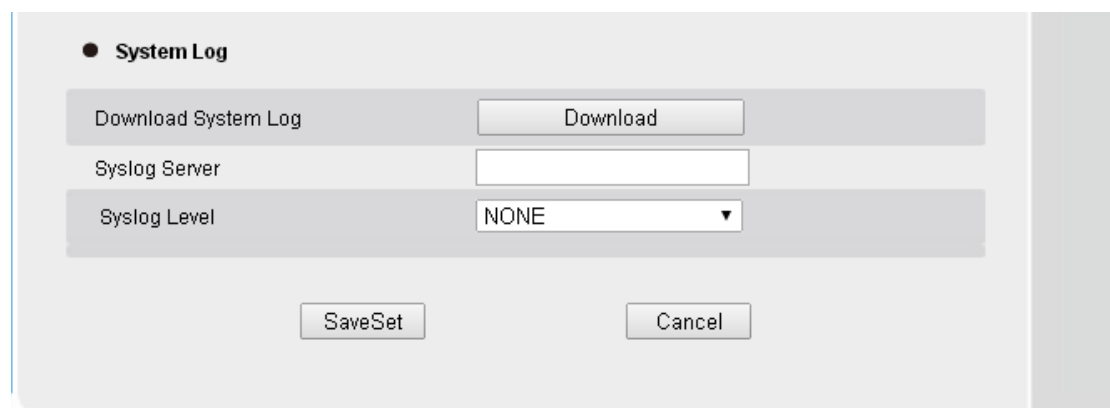 System Log
Download System Log Download
Syslog Server
Syslog Level NONE
SaveSet Cancel